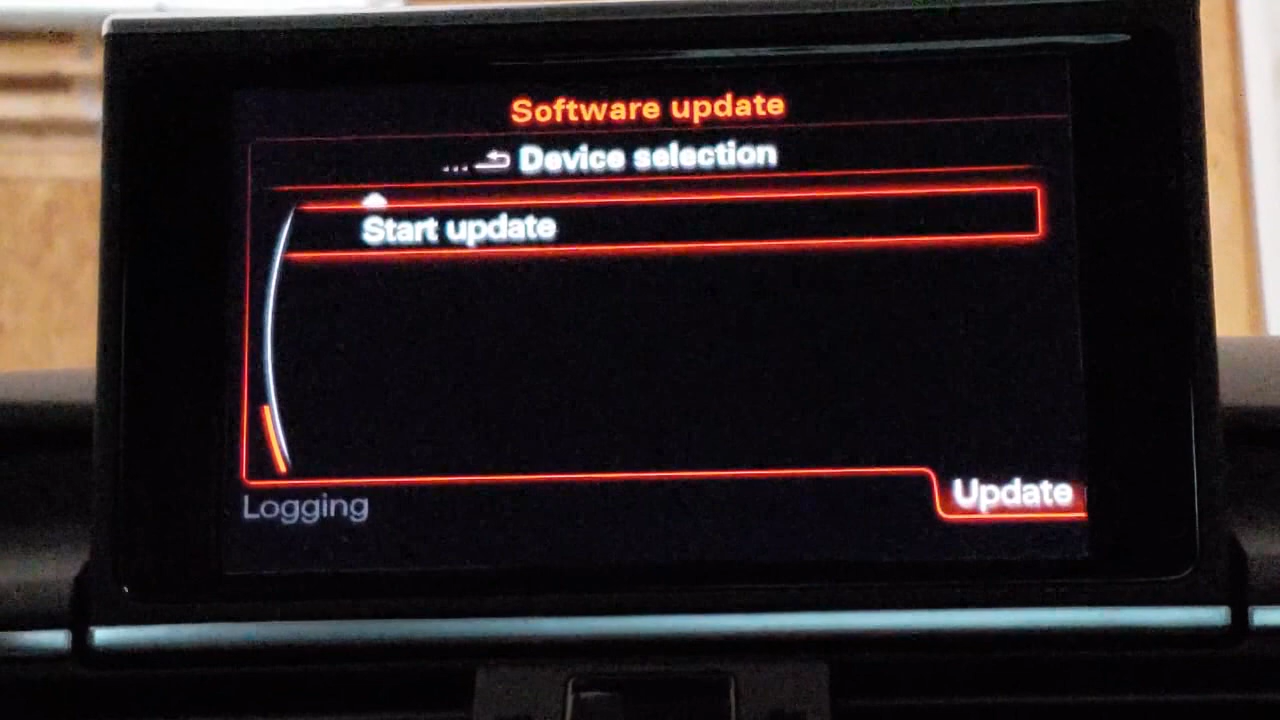 Software update
... Device selection
Start update
Logging
Update